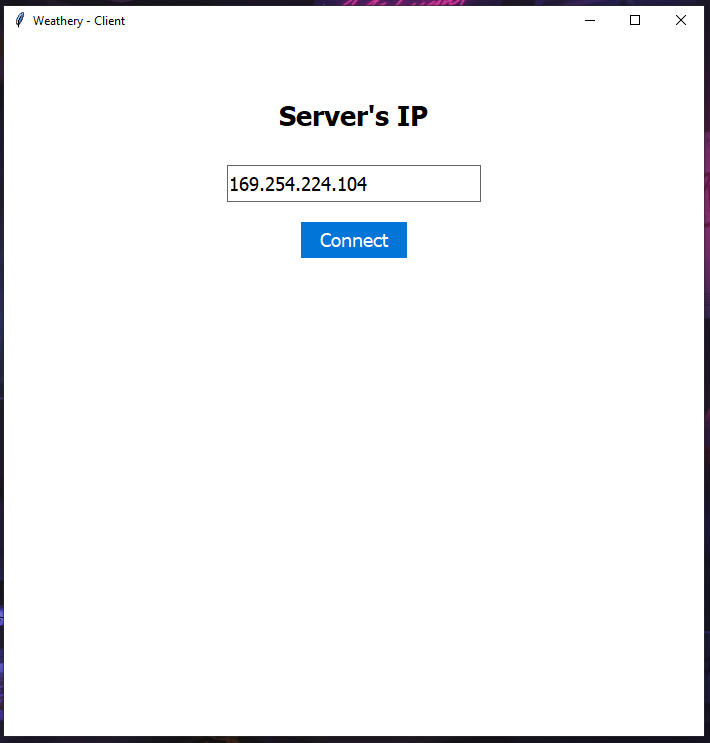 Weathery - Client
Server's IP
169.254.224.104
Connect